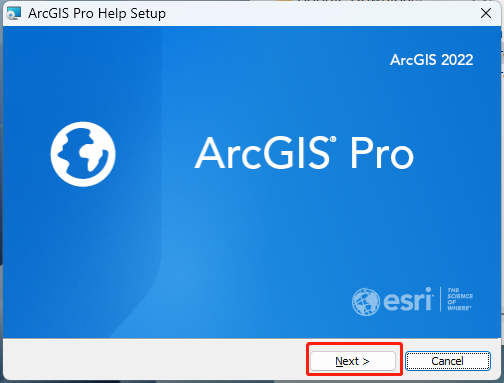 ArcGIS Pro Help Setup
ArcGIS 2022
ArcGIS® Pro
esri®
THE
SCIENCE
OF
WHERE®
Next >
Cancel